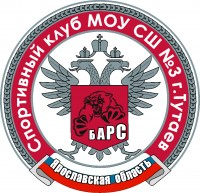 Спортивный клуб МОУ СШ №3 г.Тутаев
бАРС
Ярославская область